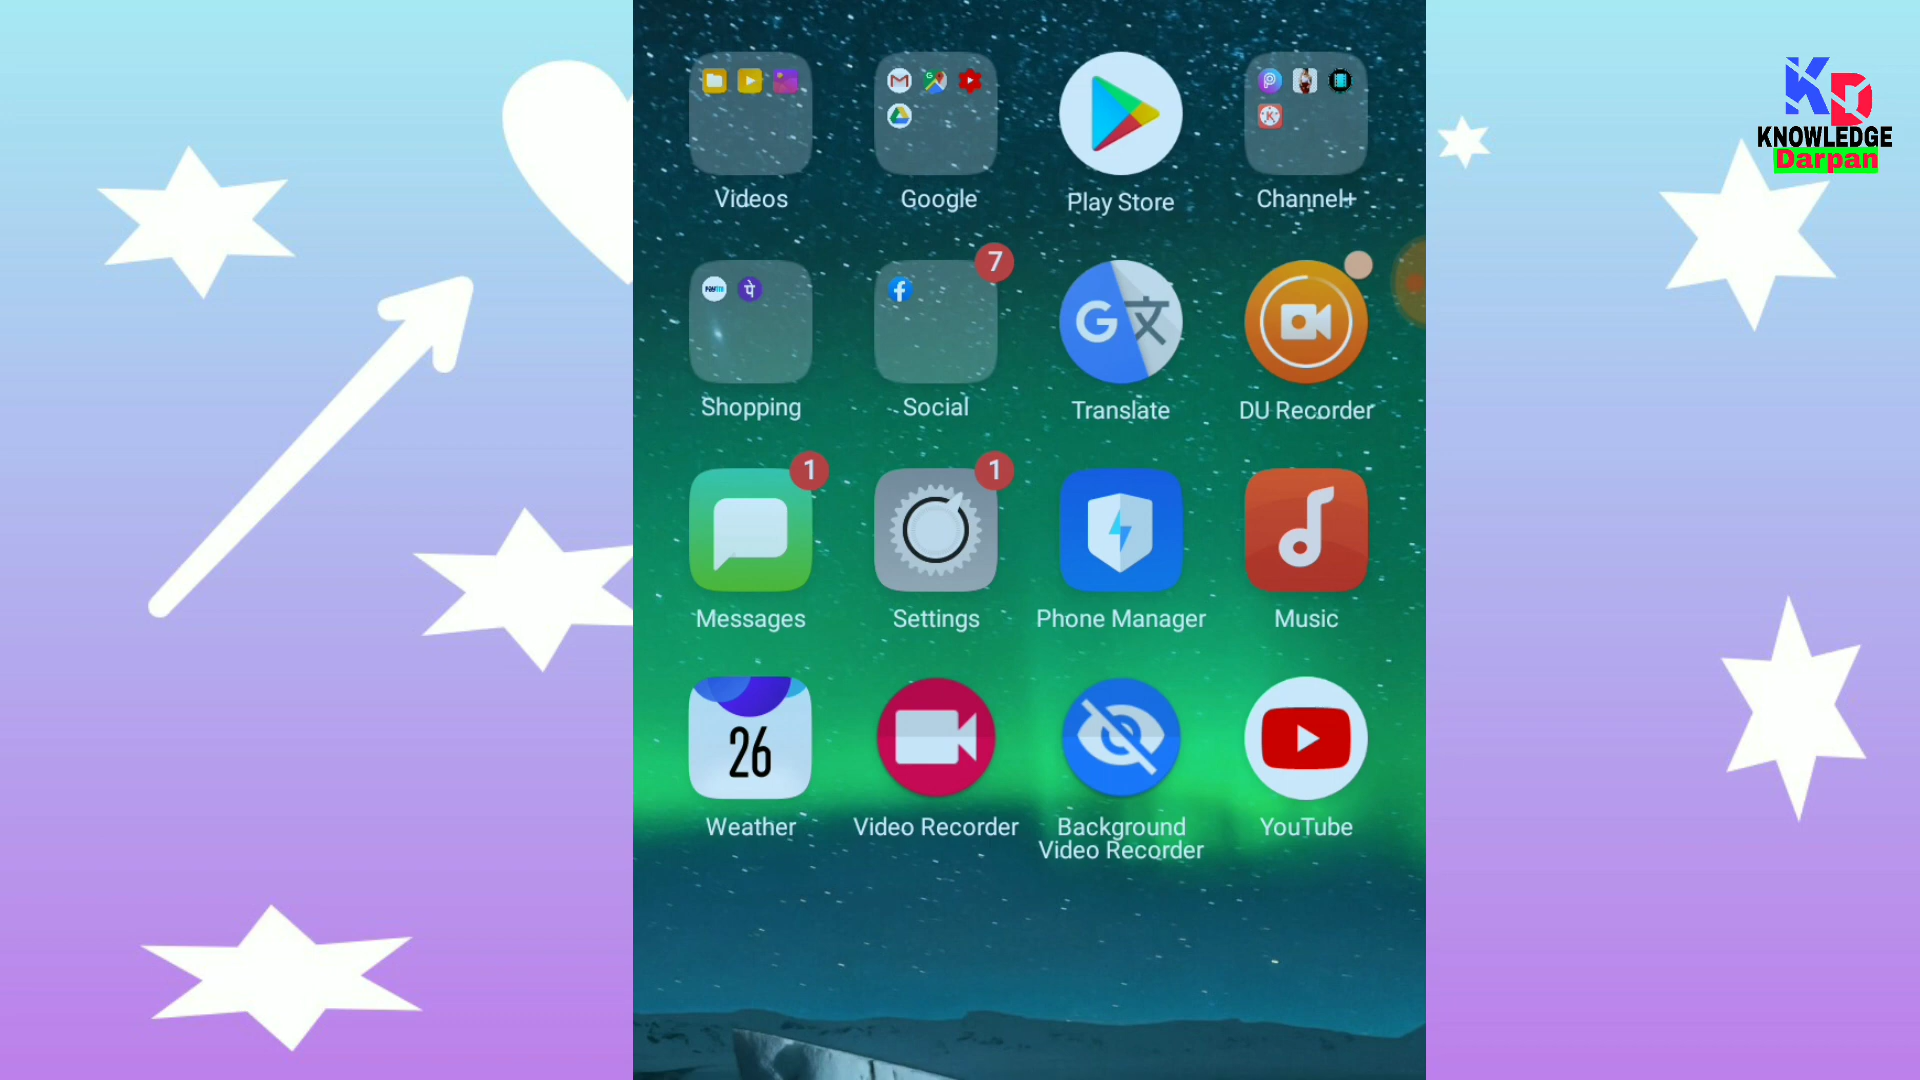 KD
KNOWLEDGE
Darpan
Videos
Google
Play Store
Channel+
7
Shopping
Social
Translate
DU Recorder
1
1
Messages
Settings
Phone Manager
Music
26
Weather
Video Recorder
Background
Video Recorder
YouTube